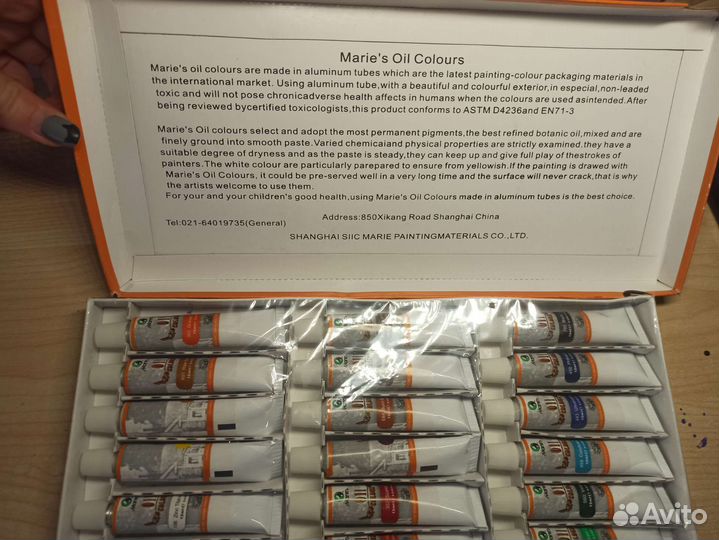 Marie's Oil Colours
Marie's oil colours are made in aluminum tubes which are the latest painting-colour packaging materials in
the international market. Using aluminum tube,with a beautiful and colourful exterior,in especial,non-leaded
toxic and will not pose chronicadverse health affects in humans when the colours are used asintended.After
being reviewed bycertified toxicologists,this product conforms to ASTM D4236and EN71-3
Marie's Oil colours select and adopt the most permanent pigments,the best refined botanic oil,mixed and are
finely ground into smooth paste.Varied chemicaiand physical properties are strictly examined.they have a
suitable degree of dryness and as the paste is steady,they can keep up and give full play of thestrokes of
painters.The white colour are particularly parepared to ensure from yellowish.If the painting is drawed with
Marie's Oil Colours, it could be pre-served well in a very long time and the surface will never crack,that is why
the artists welcome to use them.
For your and your children's good health,using Marie's Oil Colours made in aluminum tubes is the best choice.
Address:850Xikang Road Shanghai China
Tel:021-64019735(General)
SHANGHAI SIIC MARIE PAINTINGMATERIALS CO.,LTD.
Avito